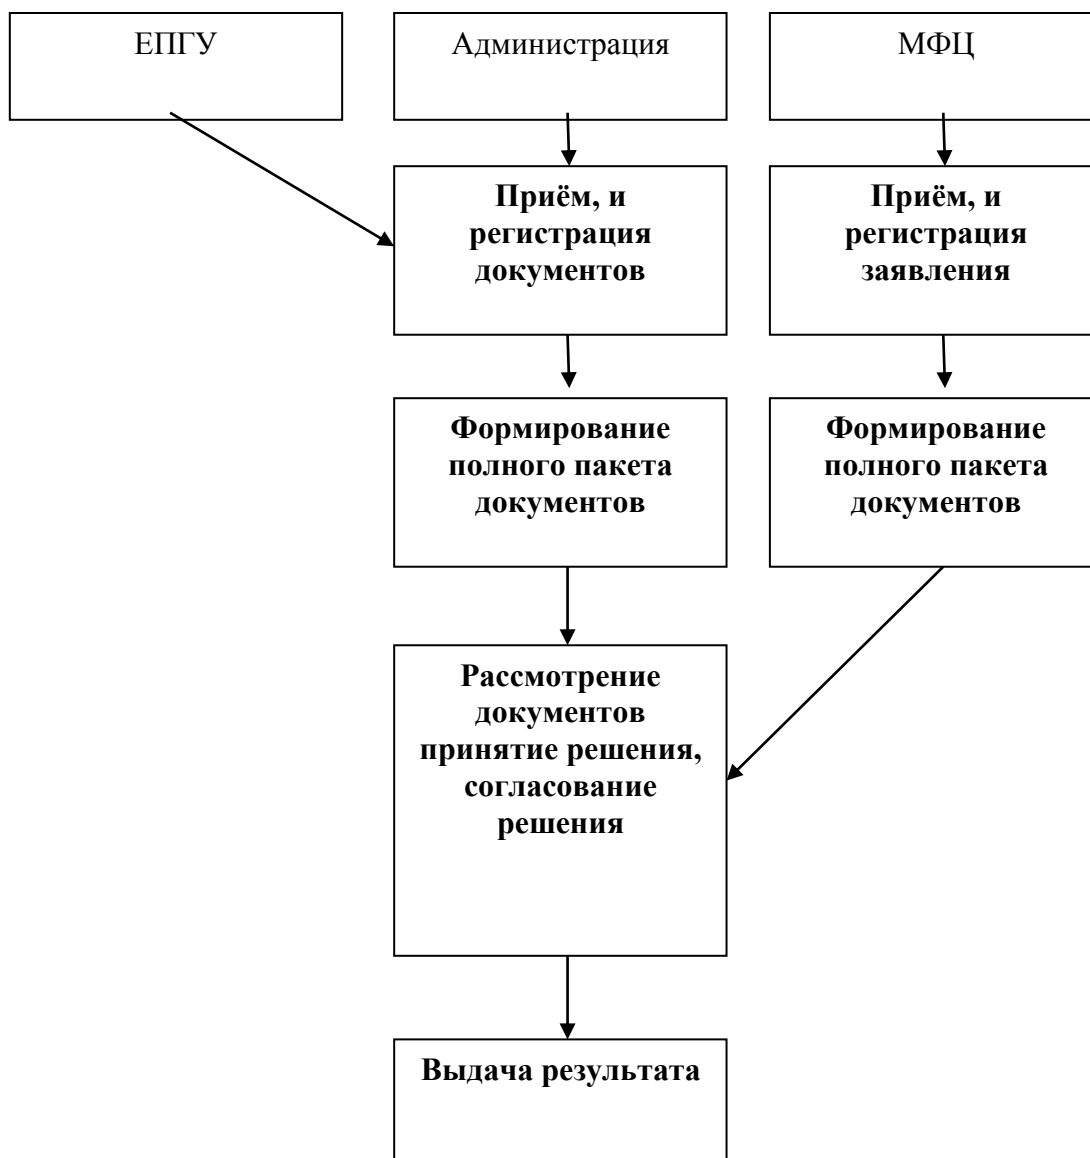 ЕПГУ
Администрация
МФЦ
Приём, и
регистрация
документов
Приём, и
регистрация
заявления
Формирование
полного пакета
документов
Формирование
полного пакета
документов
Рассмотрение
документов
принятие решения,
согласование
решения
Выдача результата